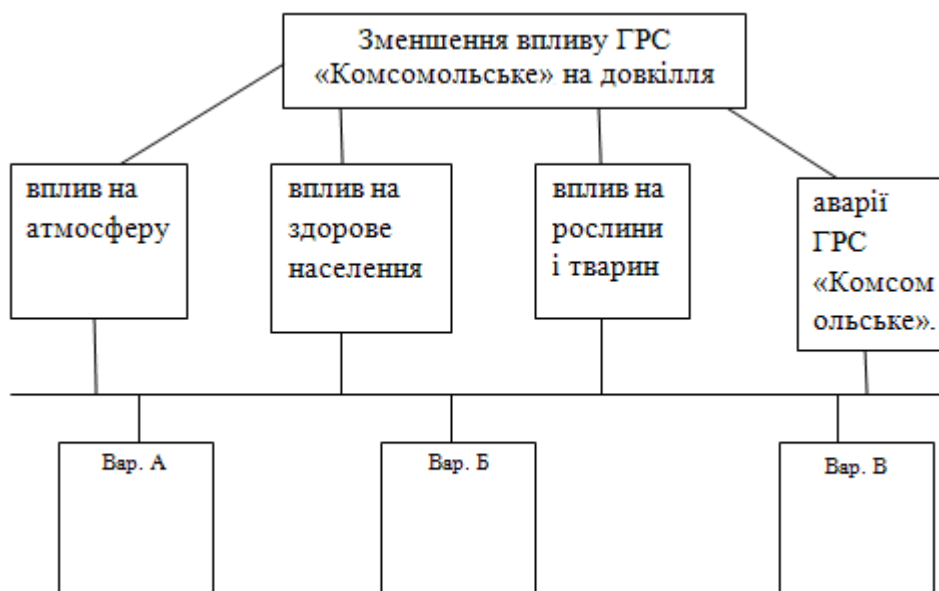 Зменшення впливу ГРС
«Комсомольське» на довкілля
вплив на
атмосферу
вплив на
здорове
населення
вплив на
рослини
і тварин
аварії
ГРС
«Комсом
ольське».
Вар. А
Вар. Б
Вар. В